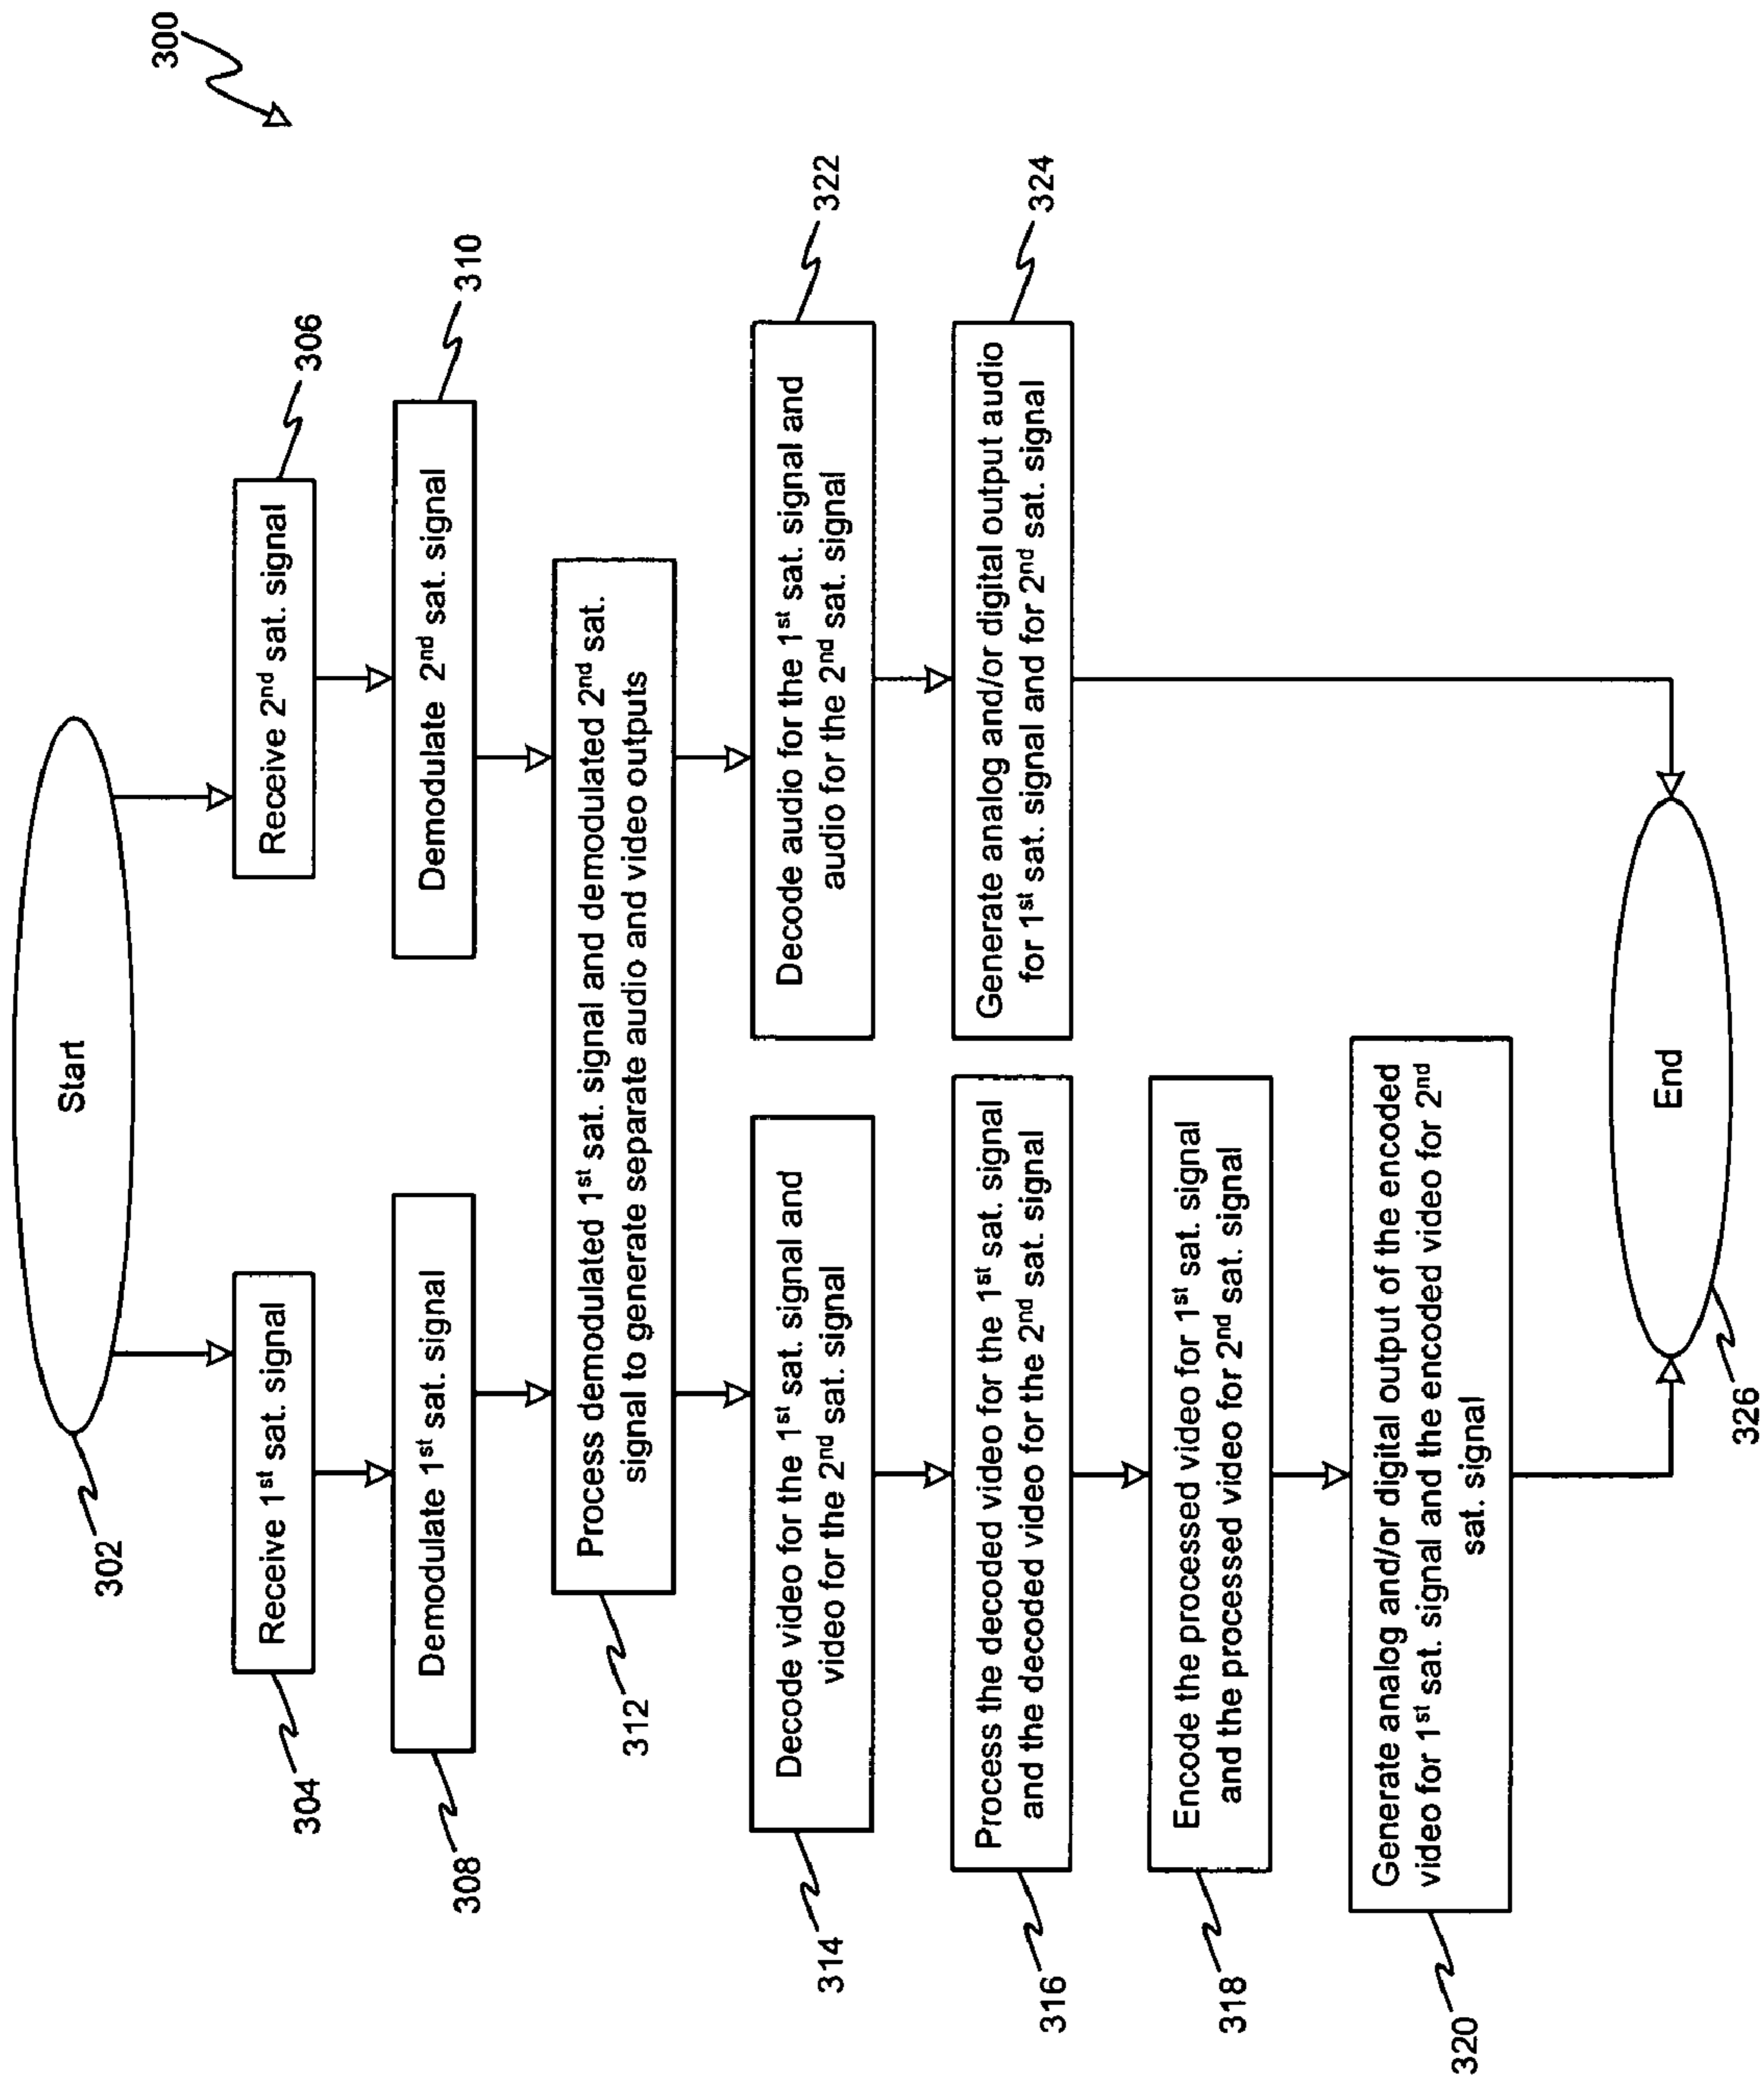 300
Start
302
Receive 1st sat. signal
304
Receive 2nd sat. signal
306
Demodulate 1st sat. signal
308
Demodulate 2nd sat. signal
310
Process demodulated 1st sat. signal and demodulated 2nd sat.
signal to generate separate audio and video outputs
312
Decode video for the 1st sat. signal and
video for the 2nd sat. signal
314
Decode audio for the 1st sat. signal and
audio for the 2nd sat. signal
322
Process the decoded video for the 1st sat. signal
and the decoded video for the 2nd sat. signal
316
Generate analog and/or digital output audio
for 1st sat. signal and for 2nd sat. signal
324
Encode the processed video for 1st sat. signal
and the processed video for 2nd sat. signal
318
Generate analog and/or digital output of the encoded
video for 1st sat. signal and the encoded video for 2nd
sat. signal
320
End
326